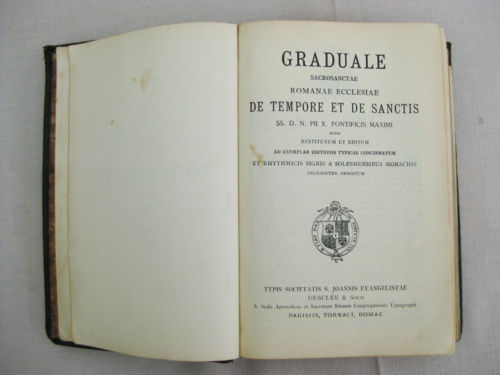 GRADUALE
SACROSANCTAE
ROMANAE ECCLESIAE
DE TEMPORE ET DE SANCTIS
SS. D. N. PII X. PONTIFICIS MAXIMI
JUSSU
RESTITUTUM ET EDITUM
AD EXEMPLAR EDITIONIS TYPICAE CONCINNATUM
ET RHYTHMICIS SIGNIS A SOLESMENSIBUS MONACHIS
DILIGENTER ORNATUM
TYPIS SOCIETATIS S. JOANNIS EVANGELISTAE
DESCLÉE & SOCII
S. Sedis Apostolicae et Sacrorum Rituum Congregationis Typographi
PARISIIS, TORNACI, ROMAE